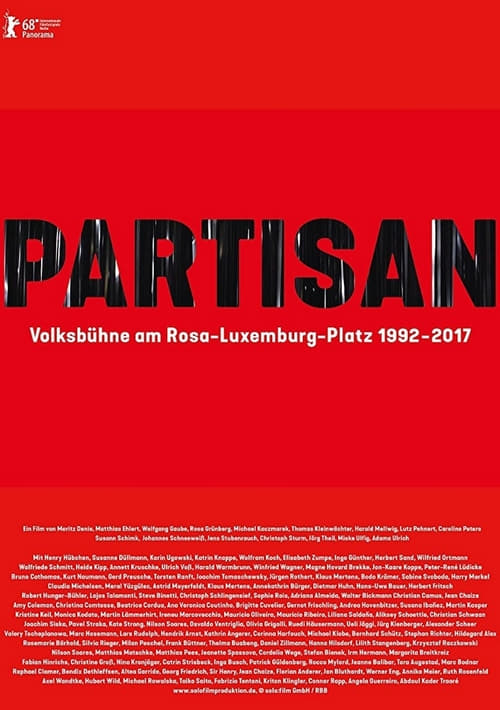 68
Internationale
Filmfestspiele
Berlin
Panorama
PARTISAN
Volksbühne am Rosa-Luxemburg-Platz 1992-2017
Ein Film von Moritz Denis, Matthias Ehlert, Wolfgang Gaube, Rosa Grünberg, Michael Kaczmarek, Thomas Kleinwächter, Harald Mellwig, Lutz Pehnert, Caroline Peters
Susann Schimk, Johannes Schneeweiß, Jens Stubenrauch, Christoph Sturm, Jörg Theil, Mieke Ulfig, Adama Ulrich
Mit Henry Hübchen, Susanne Düllmann, Karin Ugowski, Katrin Knappe, Wolfram Koch, Elisabeth Zumpe, Ingo Günther, Herbert Sand, Wilfried Ortmann
Walfriede Schmitt, Heide Kipp, Annett Kruschke, Ulrich Voß, Harald Warmbrunn, Winfried Wagner, Magne Hovard Brekke, Jon-Kaare Koppe, Peter-René Lüdicke
Bruno Cathomas, Kurt Naumann, Gerd Preusche, Torsten Ranft, Joachim Tomaschewsky, Jürgen Rothert, Klaus Mertens, Bodo Krämer, Sabine Svoboda, Harry Merkel
Claudia Michelsen, Meral Yüzgülec, Astrid Meyerfeldt, Klaus Mertens, Annekathrin Bürger, Dietmar Huhn, Hans-Uwe Bauer, Herbert Fritsch
Robert Hunger-Bühler, Lajos Talamonti, Steve Binetti, Christoph Schlingensief, Sophie Rois, Adriana Almeida, Walter Bickmann Christian Camus, Jean Chaize
Amy Coleman, Christina Comtesse, Beatrice Cordua, Ana Veronica Coutinho, Brigitte Cuvelier, Gernot Frischling, Andrea Hovenbitzer, Susana Ibañez, Martin Kasper
Kristine Keil, Monica Kodato, Martin Lämmerhirt, Ireneu Marcovecchio, Mauricio Oliveira, Mauricio Ribeiro, Liliana Saldaña, Aliksey Schoettle, Christian Schwaan
Joachim Siska, Pavel Straka, Kate Strong, Nilson Soares, Osvaldo Ventriglia, Olivia Grigolli, Ruedi Häusermann, Ueli Jäggi, Jürg Kienberger, Alexander Scheer
Valery Tscheplanowa, Marc Hosemann, Lars Rudolph, Hendrik Arnst, Kathrin Angerer, Corinna Harfouch, Michael Klobe, Bernhard Schütz, Stephan Richter, Hildegard Alex
Rosemarie Bärhold, Silvia Rieger, Milan Peschel, Frank Büttner, Thelma Buabeng, Daniel Zillmann, Hanna Hilsdorf, Lilith Stangenberg, Krzysztof Raczkowski
Nilson Soares, Matthias Matschke, Matthias Pees, Jeanette Spassova, Cordelia Wege, Stefan Bienek, Irm Hermann, Margarita Breitkreiz
Fabian Hinrichs, Christine Groß, Nina Kronjäger, Catrin Striebeck, Inga Busch, Patrick Güldenberg, Rocco Mylord, Jeanne Balibar, Tara Augestad, Marc Bodnar
Raphael Clamer, Bendix Dethleffsen, Altea Garrido, Georg Friedrich, Sir Henry, Jean Chaize, Florian Anderer, Jan Bluthardt, Werner Eng, Annika Meier, Ruth Rosenfeld
Axel Wandtke, Hubert Wild, Michael Rowalska, Taiko Saito, Fabrizio Tentoni, Kriton Klingler, Connor Rapp, Angela Guerreiro, Abdoul Kader Traoré
www.solofilmproduktion.de, © solo:film GmbH / RBB